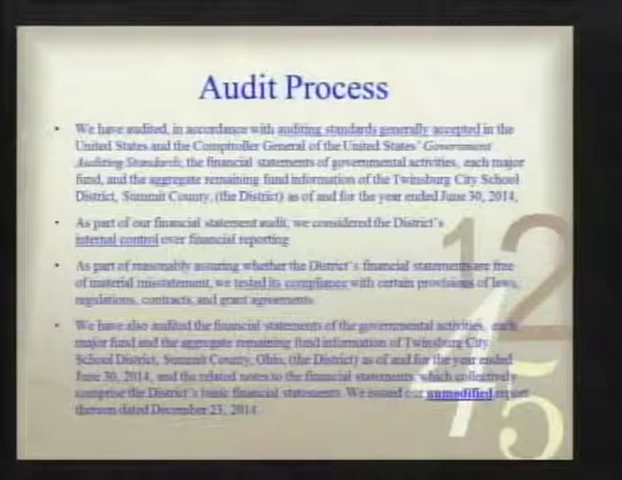 Audit Process
• We have audited, in accordance with auditing standards generally accepted in the
United States and the Comptroller General of the United States' Government
Auditing Standards, the financial statements of governmental activities, each major
fund, and the aggregate remaining fund information of the Twinsburg City School
District, Summit County, (the District) as of and for the year ended June 30, 2014.
• As part of our financial statement audit, we considered the District's
internal control over financial reporting
• As part of reasonably assuring whether the District's financial statements are free
of material misstatement, we tested its compliance with certain provisions of laws,
regulations, contracts, and grant agreements
• We have also audited the financial statements of the governmental activities, each
major fund and the aggregate remaining fund information of Twinsburg City
School District, Summit County, Ohio, (the District) as of and for the year ended
June 30, 2014, and the related notes to the financial statements, which collectively
comprise the District's basic financial statements. We issued our unmodified report
thereon dated December 23, 2014.
12
4
5